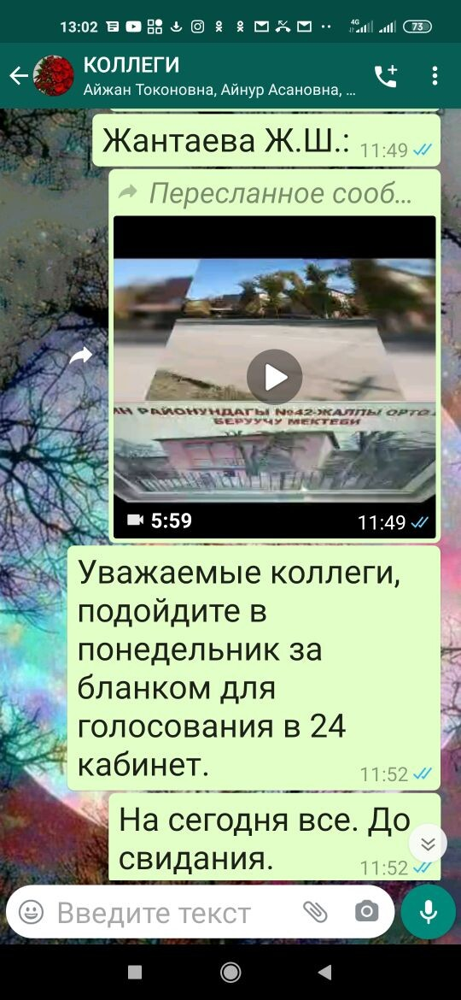 13:02
4G
73
КОЛЛЕГИ
Айжан Токоновна, Айнур Асановна, ...
Жантаева Ж.Ш.:
11:49
Пересланное сооб...
РАЙОНУНДАГЫ №42-ЖАЛПЫ ОРТО
БЕРУУЧУ МЕКТЕБИ
5:59
11:49
Уважаемые коллеги,
подойдите в
понедельник за
бланком для
голосования в 24
кабинет.
11:52
На сегодня все. До
свидания.
11:52
Введите текст